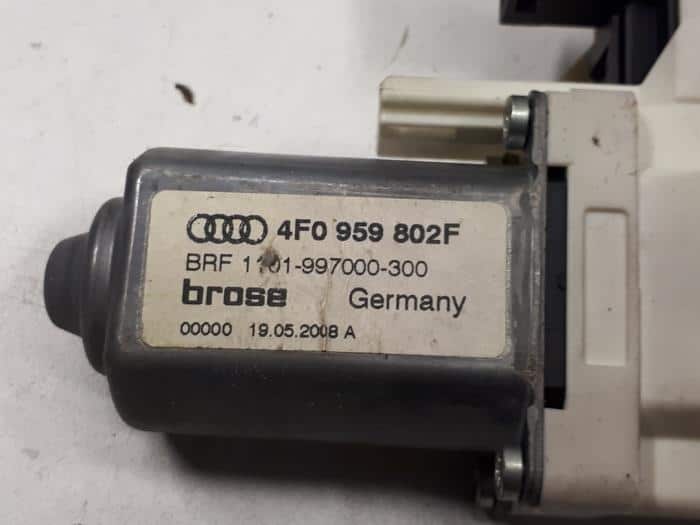 4F0 959 802F
BRF 1101-997000-300
brose Germany
00000 19.05.2008 A